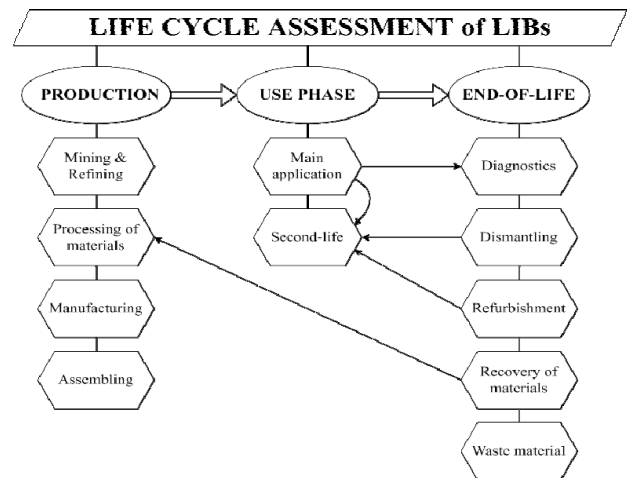 LIFE CYCLE ASSESSMENT of LIBs
PRODUCTION
USE PHASE
END-OF-LIFE
Mining &
Refining
Main
application
Diagnostics
Processing of
materials
Second-life
Dismantling
Manufacturing
Refurbishment
Assembling
Recovery of
materials
Waste material